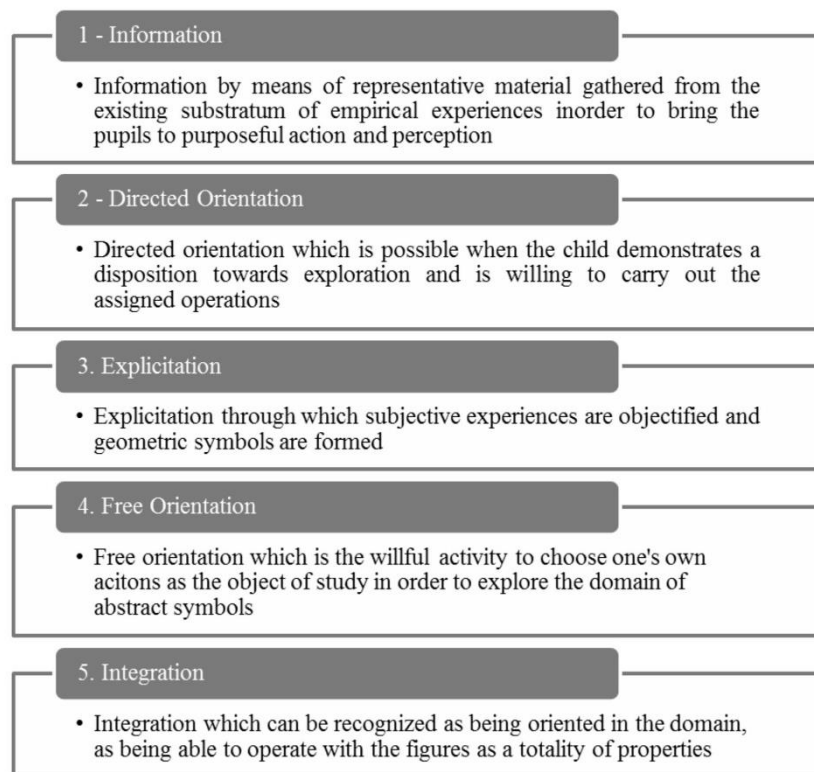 1 - Information
• Information by means of representative material gathered from the
existing substratum of empirical experiences inorder to bring the
pupils to purposeful action and perception
2 - Directed Orientation
• Directed orientation which is possible when the child demonstrates a
disposition towards exploration and is willing to carry out the
assigned operations
3. Explicitation
• Explicitation through which subjective experiences are objectified and
geometric symbols are formed
4. Free Orientation
• Free orientation which is the willful activity to choose one's own
acitons as the object of study in order to explore the domain of
abstract symbols
5. Integration
• Integration which can be recognized as being oriented in the domain,
as being able to operate with the figures as a totality of properties